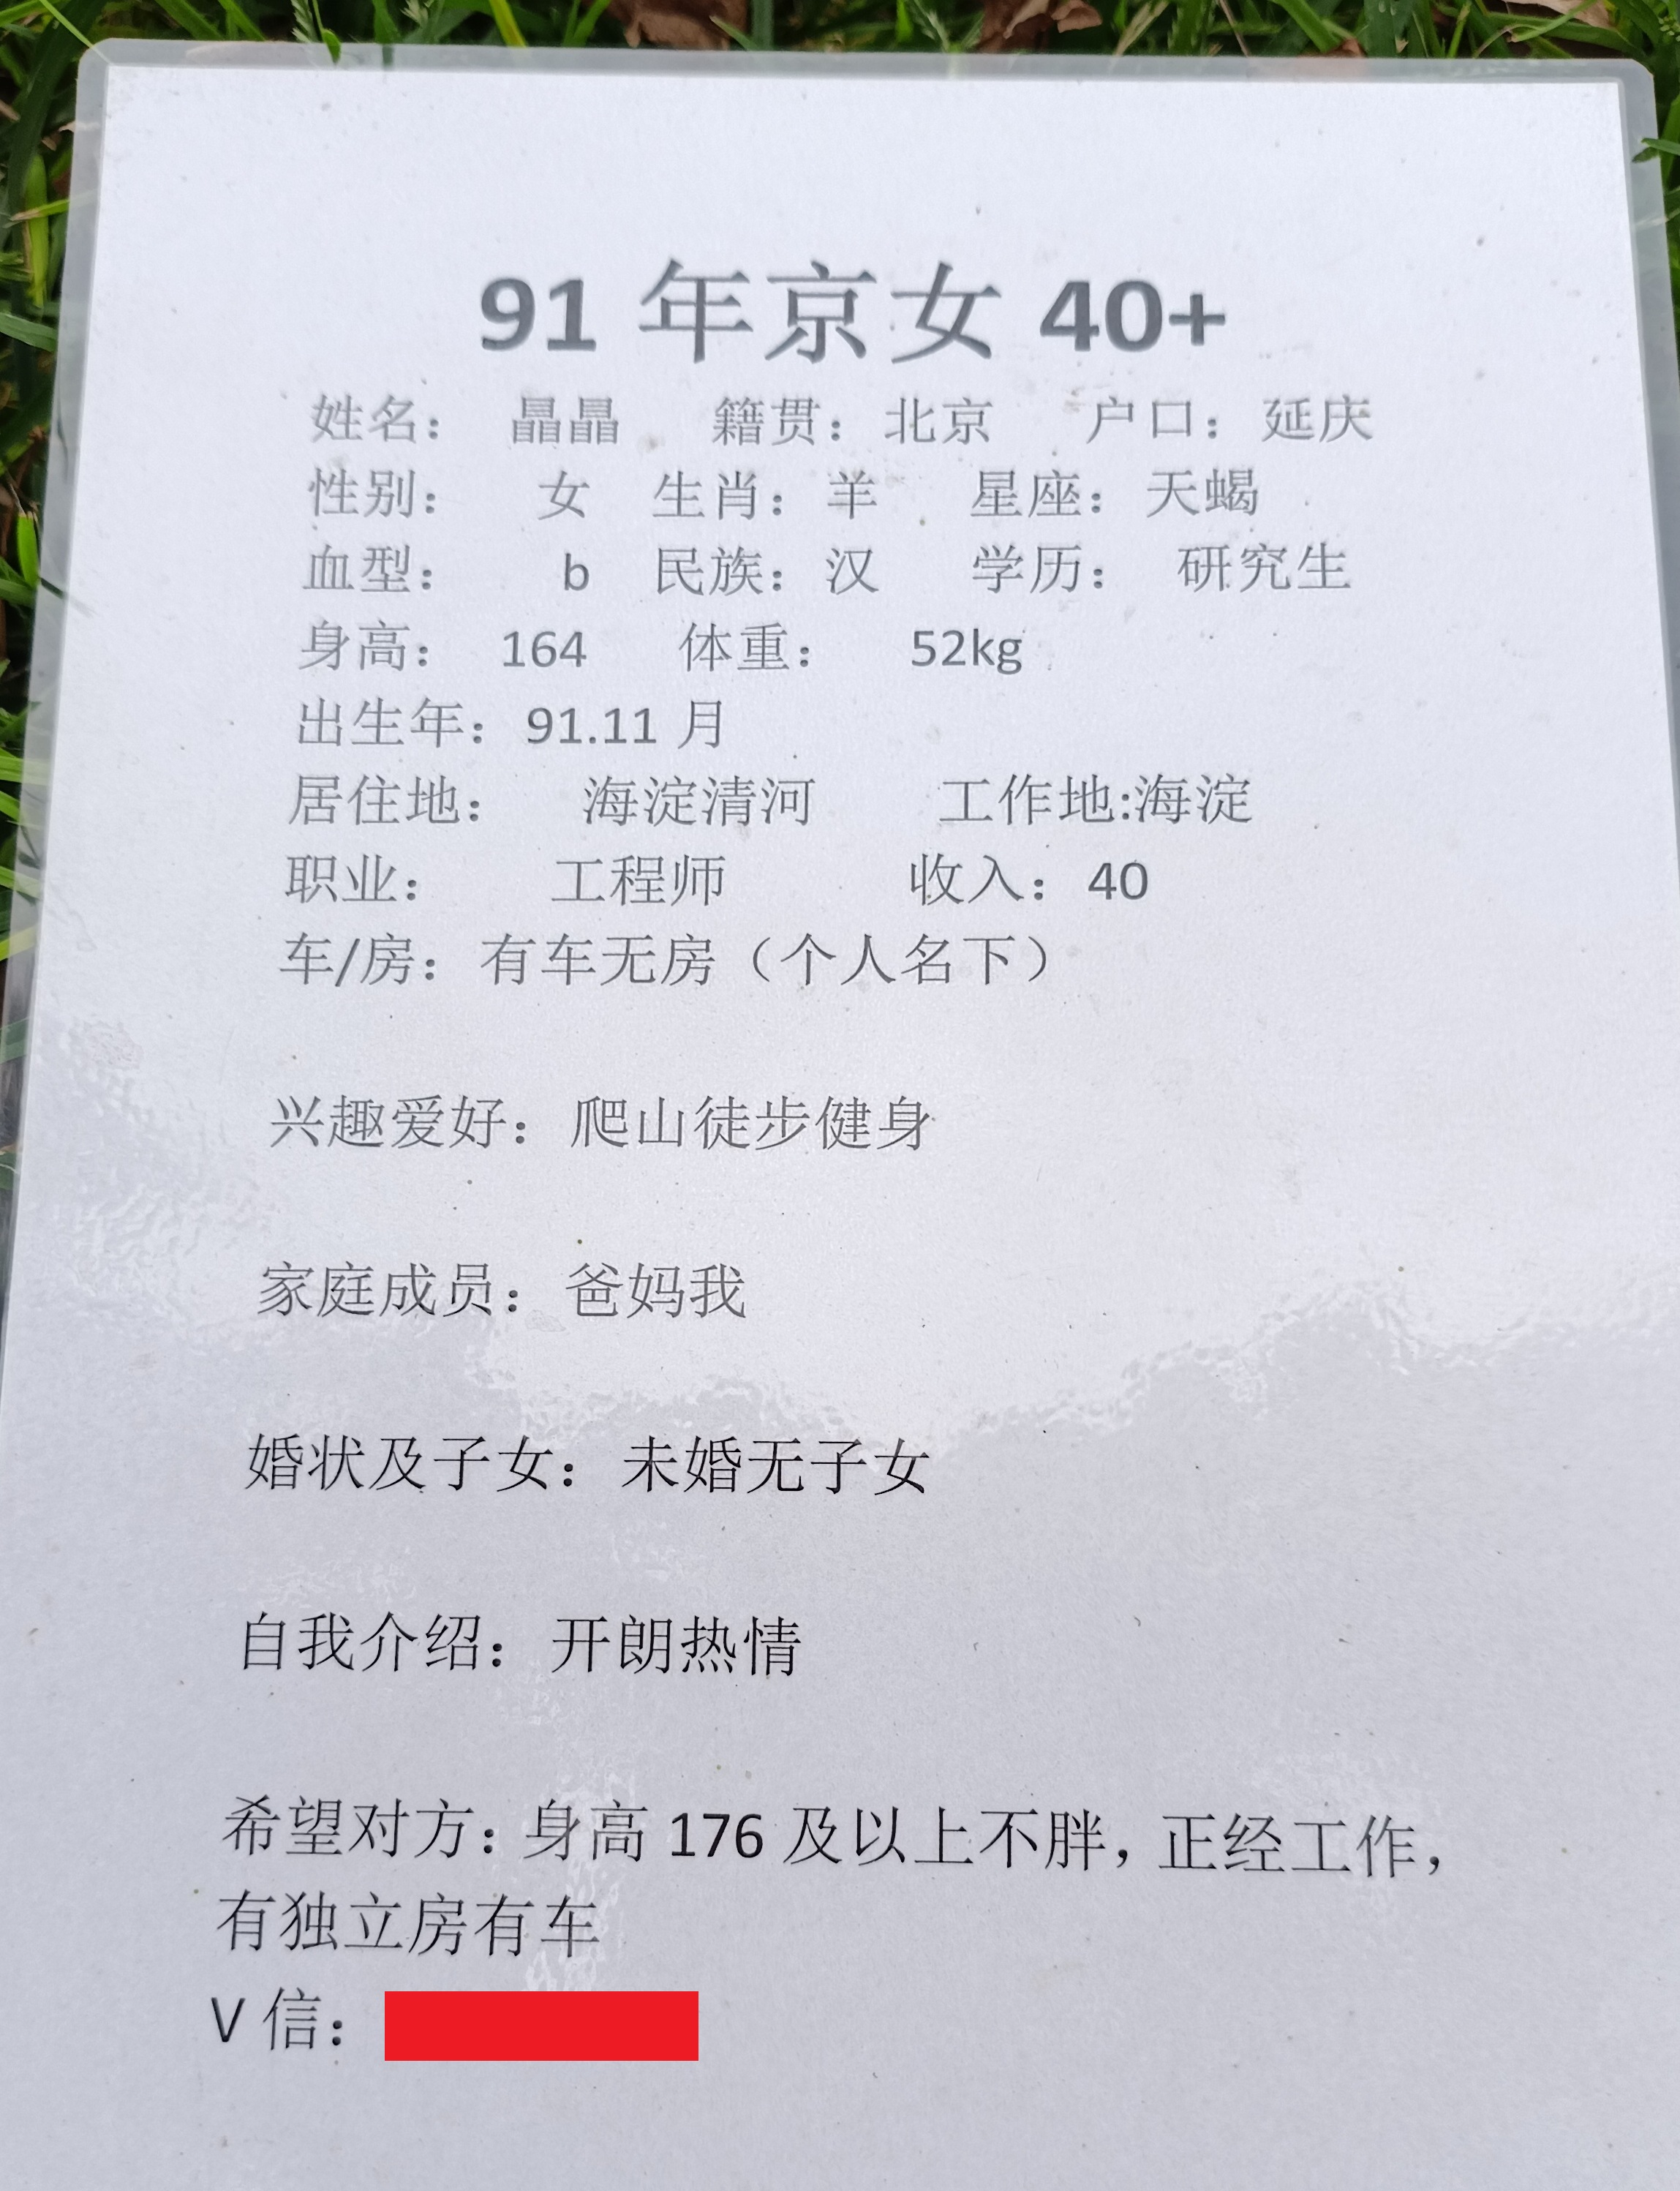 91 年京女 40+
姓名： 晶晶 籍贯：北京 户口：延庆
性别： 女 生肖：羊 星座：天蝎
血型： b 民族：汉 学历： 研究生
身高： 164 体重： 52kg
出生年：91.11 月
居住地： 海淀清河 工作地:海淀
职业： 工程师 收入：40
车/房：有车无房（个人名下）
兴趣爱好：爬山徒步健身
家庭成员：爸妈我
婚状及子女：未婚无子女
自我介绍：开朗热情
希望对方：身高 176 及以上不胖，正经工作，
有独立房有车
V 信：